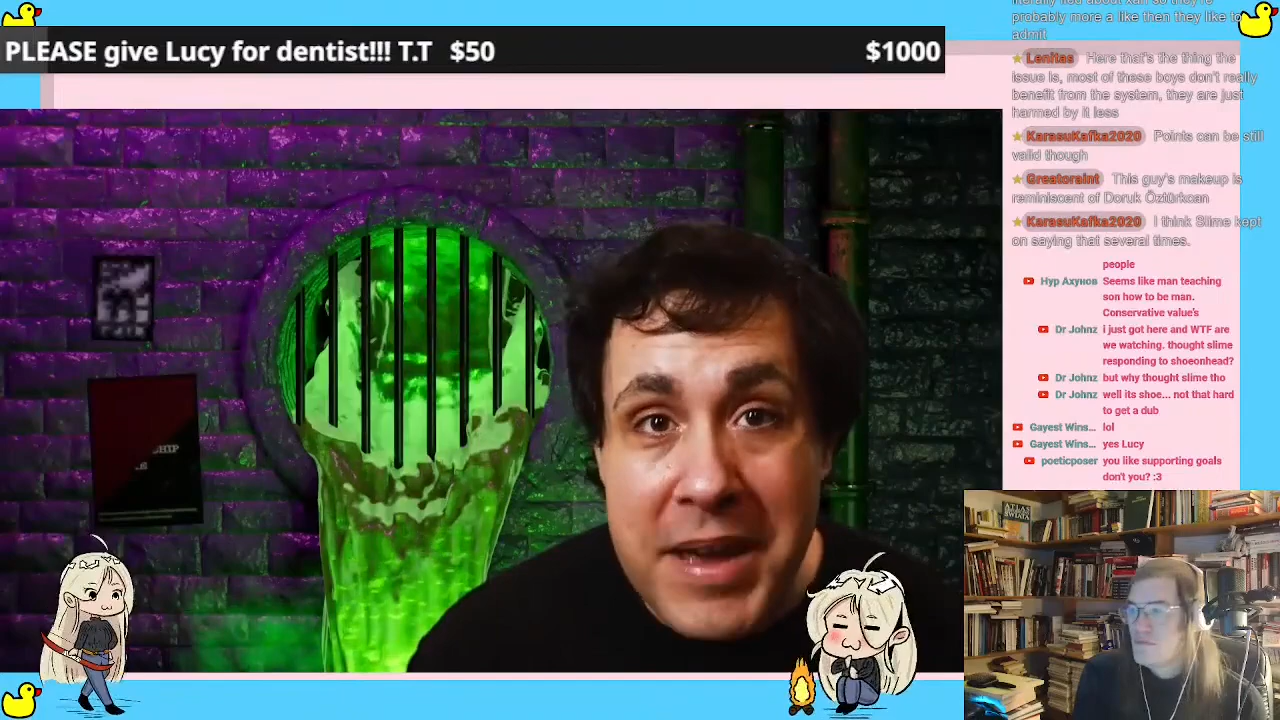 PLEASE give Lucy for dentist!!! T.T $50 $1000
probably more a like then they like to
admit
Lenitas Here that's the thing the
issue is, most of these boys don't really
benefit from the system, they are just
harmed by it less
KarasuKafka2020 Points can be still
valid though
Greatoraint This guy's makeup is
reminiscent of Doruk Öztürkcan
KarasuKafka2020 I think Slime kept
on saying that several times.
people
Нур Ахунов Seems like man teaching
son how to be man.
Conservative value's
Dr Johnz i just got here and WTF are
we watching. thought slime
responding to shoeonhead?
Dr Johnz but why thought slime tho
Dr Johnz well its shoe... not that hard
to get a dub
Gayest Wins... lol
Gayest Wins... yes Lucy
poeticposer you like supporting goals
don't you? :3
ATLAS
ŚWIATA